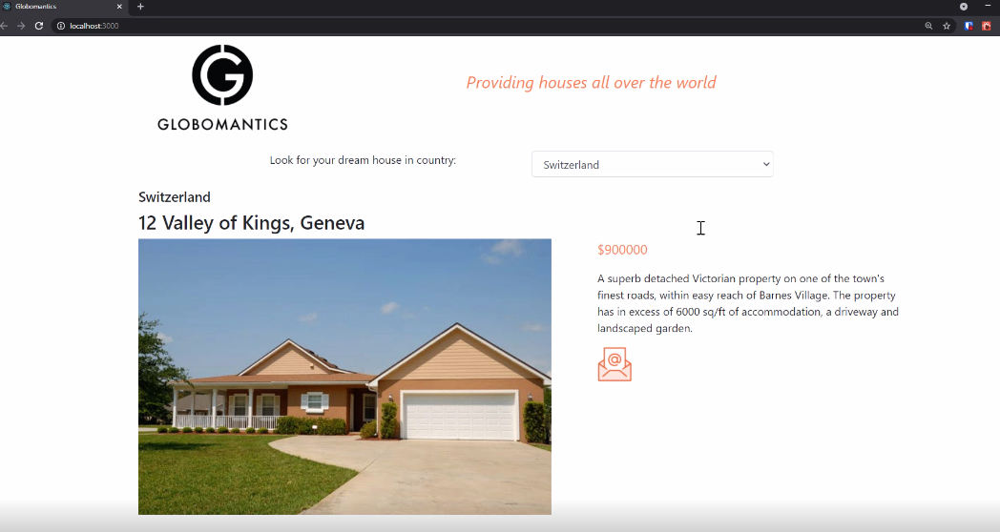 Globomantics
localhost:3000
G
GLOBOMANTICS
Providing houses all over the world
Look for your dream house in country:
Switzerland
Switzerland
12 Valley of Kings, Geneva
$900000
A superb detached Victorian property on one of the town's
finest roads, within easy reach of Barnes Village. The property
has in excess of 6000 sq/ft of accommodation, a driveway and
landscaped garden.
@